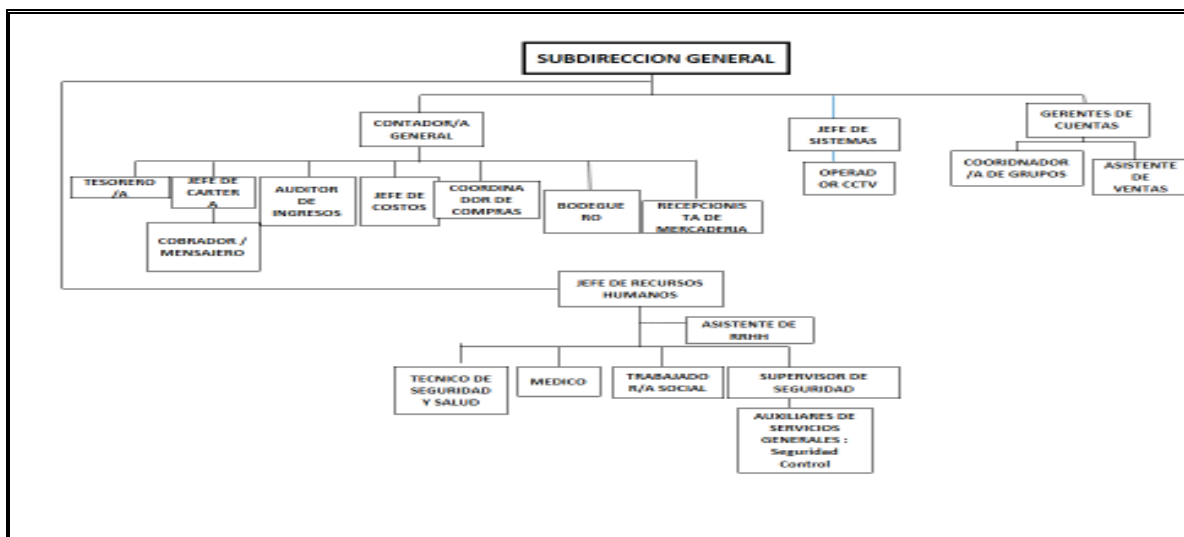 SUBDIRECCION GENERAL
CONTADOR/A
GENERAL
JEFE DE
SISTEMAS
GERENTES DE
CUENTAS
TESORERO
/A
JEFE DE
CARTER
A
AUDITOR
DE
INGRESOS
JEFE DE
COSTOS
COORDINA
DOR DE
COMPRAS
BODEGUE
RO
RECEPCIONIS
TA DE
MERCADERIA
OPERAD
OR CCTV
COORIDNADOR
/A DE GRUPOS
ASISTENTE
DE
VENTAS
COBRADOR /
MENSAJERO
JEFE DE RECURSOS
HUMANOS
ASISTENTE DE
RRHH
TECNICO DE
SEGURIDAD
Y SALUD
MEDICO
TRABAJADO
R/A SOCIAL
SUPERVISOR DE
SEGURIDAD
AUXILIARES DE
SERVICIOS
GENERALES :
Seguridad
Control